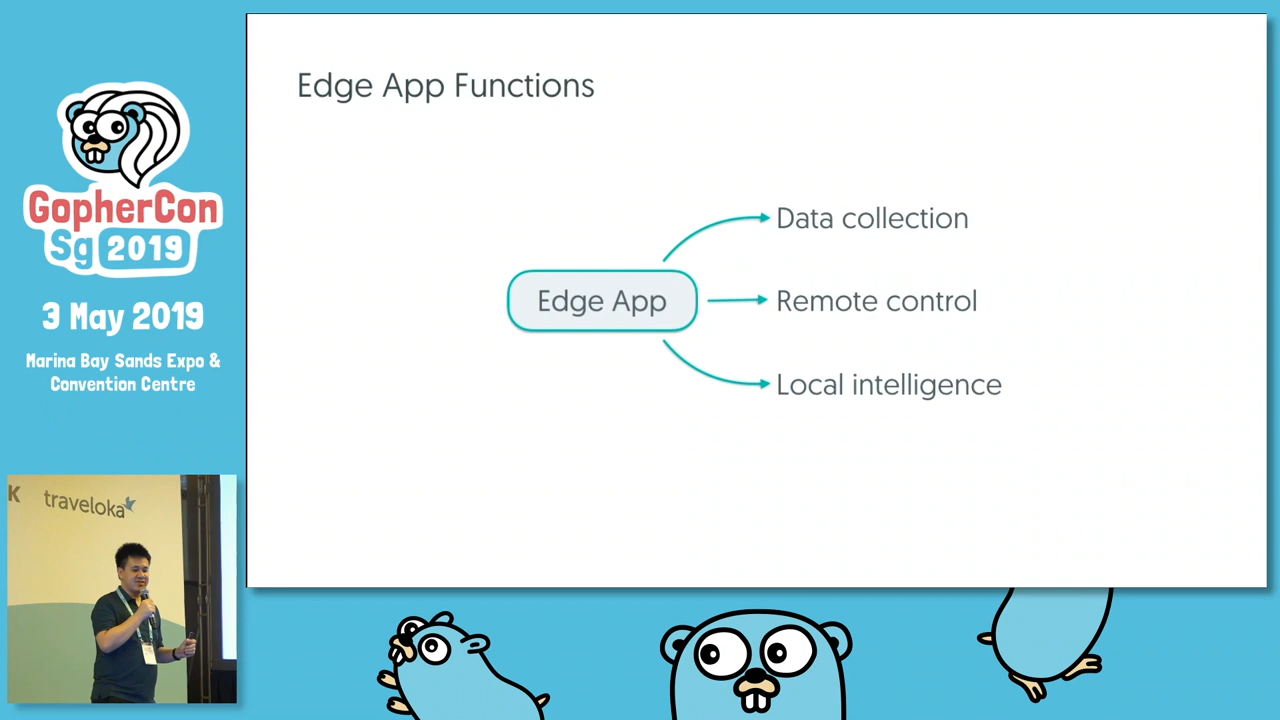 GopherCon
Sg 2019
3 May 2019
Marina Bay Sands Expo &
Convention Centre
K
traveloka
Edge App Functions
Edge App
Data collection
Remote control
Local intelligence